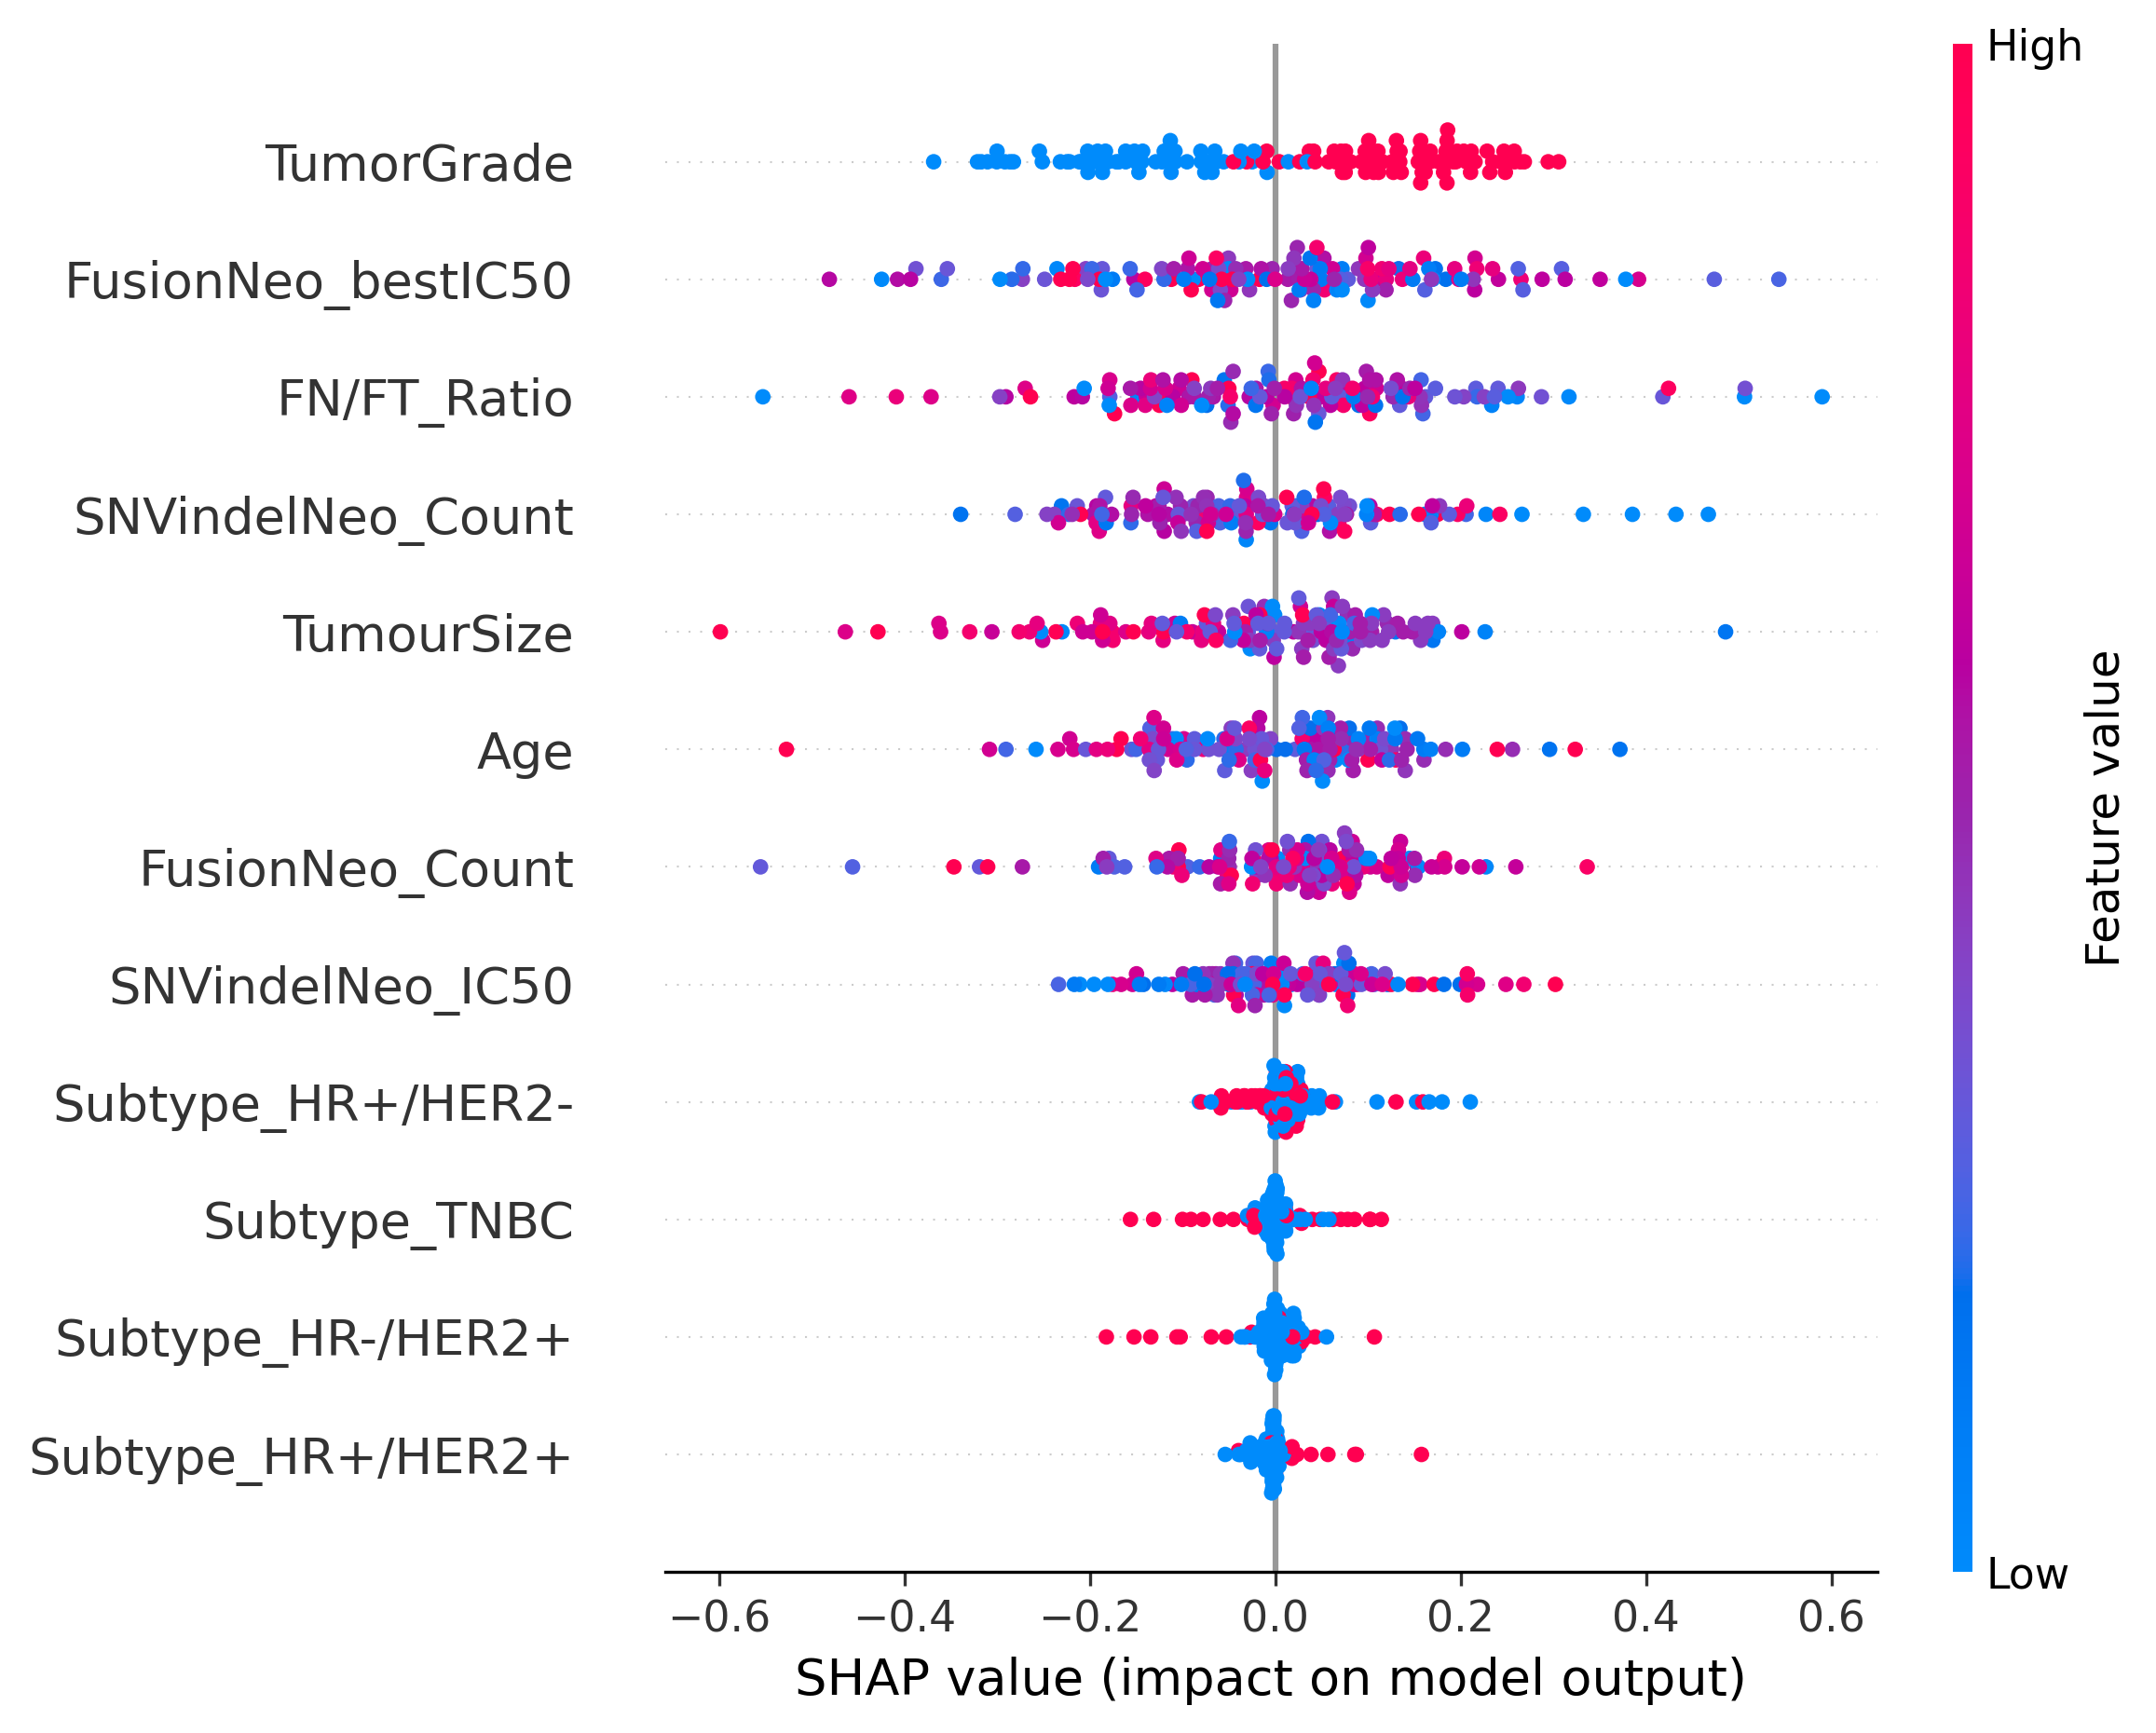 High
TumorGrade
FusionNeo_bestIC50
FN/FT_Ratio
SNVindelNeo_Count
TumourSize
Age
FusionNeo_Count
SNVindelNeo_IC50
Subtype_HR+/HER2-
Subtype_TNBC
Subtype_HR-/HER2+
Subtype_HR+/HER2+
Feature value
Low
−0.6 −0.4 −0.2 0.0 0.2 0.4 0.6
SHAP value (impact on model output)